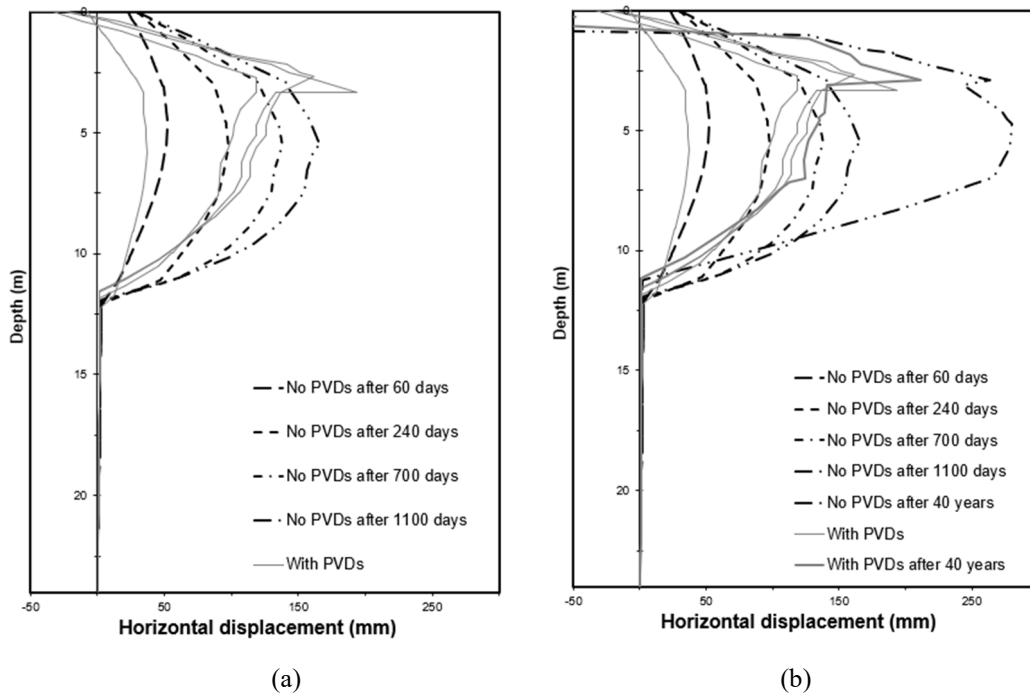 0
5
10
15
20
Depth (m)
No PVDs after 60 days
No PVDs after 240 days
No PVDs after 700 days
No PVDs after 1100 days
With PVDs
-50
50
150
250
Horizontal displacement (mm)
(a)
0
5
10
15
20
Depth (m)
No PVDs after 60 days
No PVDs after 240 days
No PVDs after 700 days
No PVDs after 1100 days
No PVDs after 40 years
With PVDs
With PVDs after 40 years
-50
50
150
250
Horizontal displacement (mm)
(b)